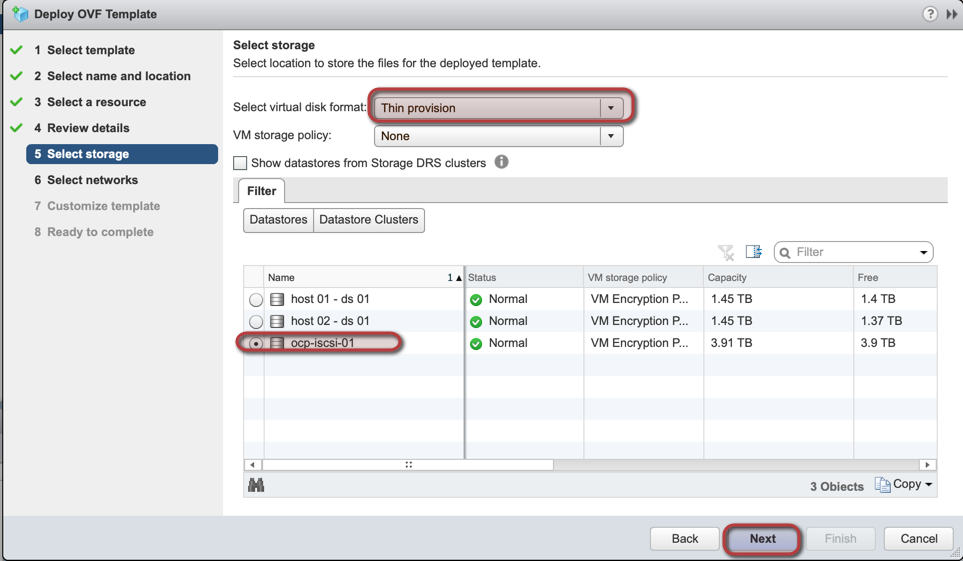 Deploy OVF Template
1 Select template
2 Select name and location
3 Select a resource
4 Review details
5 Select storage
6 Select networks
7 Customize template
8 Ready to complete
Select storage
Select location to store the files for the deployed template.
Select virtual disk format: Thin provision
VM storage policy: None
Show datastores from Storage DRS clusters
Filter
Datastores Datastore Clusters
Filter
Name 1 Status VM storage policy Capacity Free
host 01 - ds 01 Normal VM Encryption P... 1.45 TB 1.4 TB
host 02 - ds 01 Normal VM Encryption P... 1.45 TB 1.37 TB
ocp-iscsi-01 Normal VM Encryption P... 3.91 TB 3.9 TB
3 Objects Copy
Back Next Finish Cancel